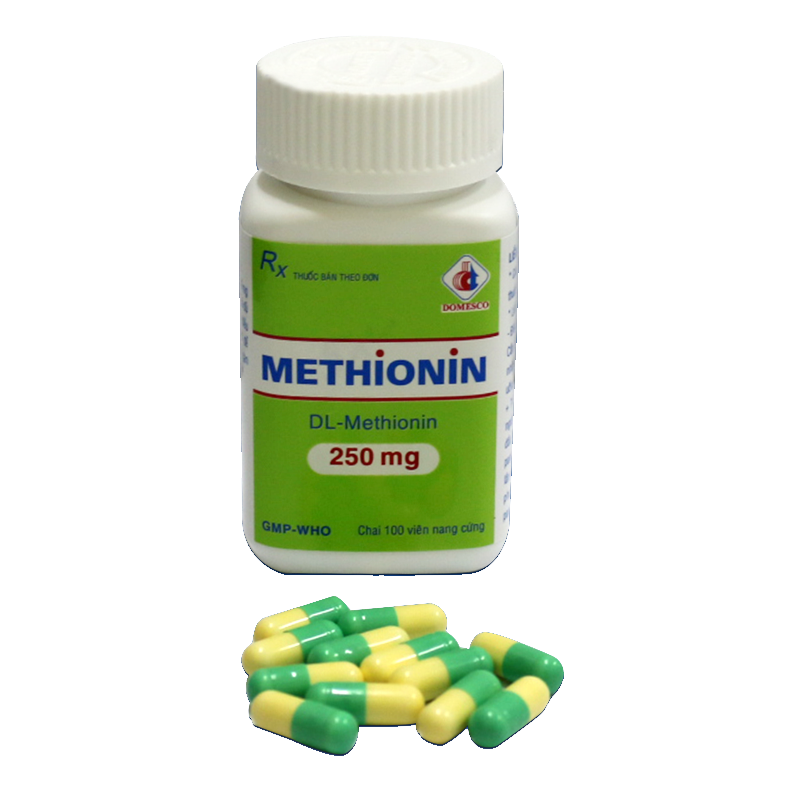 Rx THUỐC BÁN THEO ĐƠN
DOMESCO
METHiONiN
DL-Methionin
250 mg
GMP-WHO Chai 100 viên nang cứng